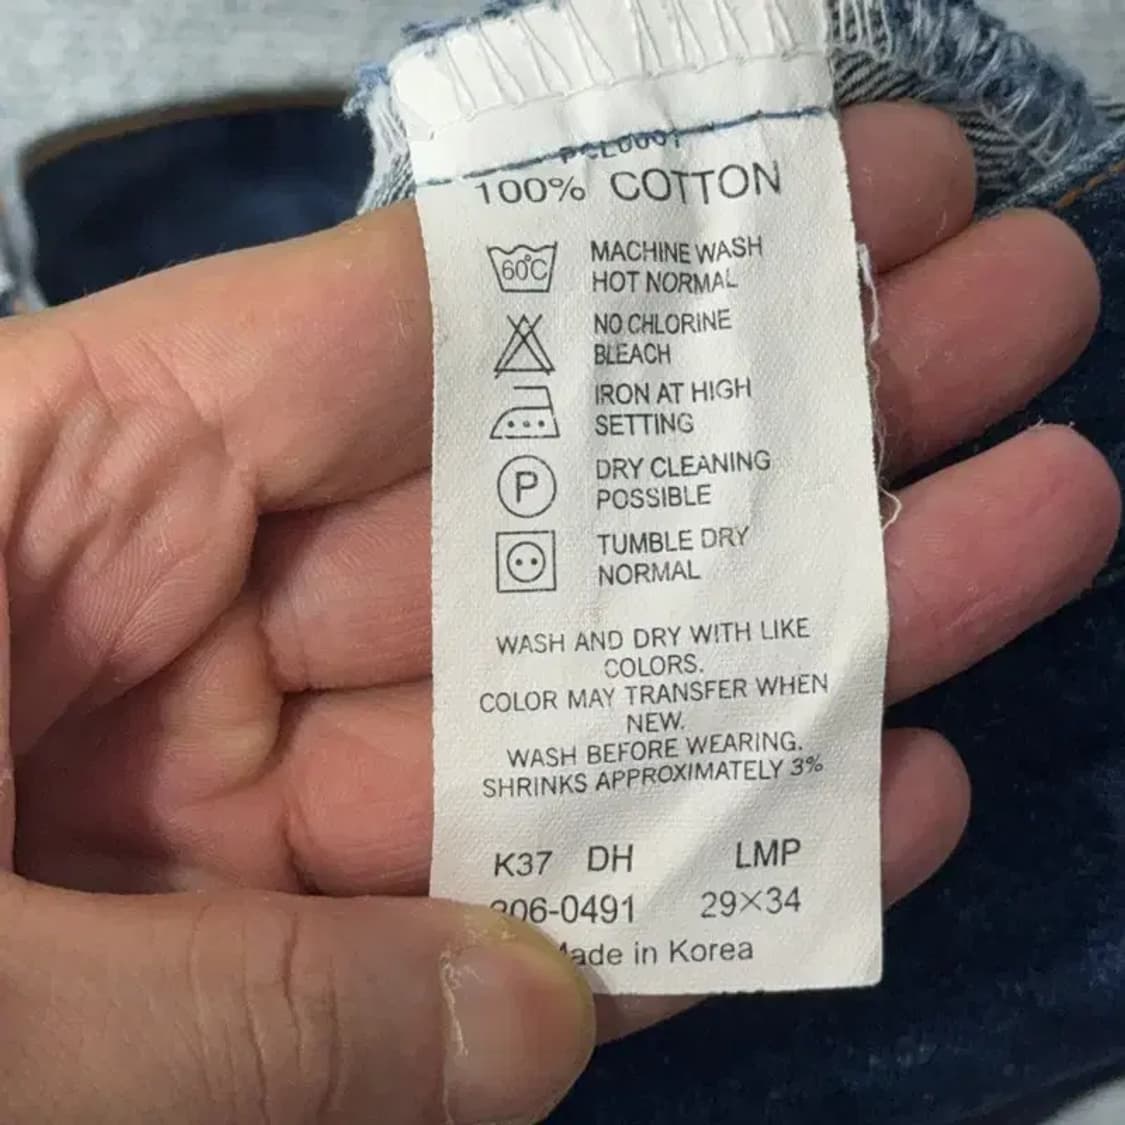 100% COTTON
60°C MACHINE WASH
HOT NORMAL
NO CHLORINE
BLEACH
IRON AT HIGH
SETTING
P DRY CLEANING
POSSIBLE
TUMBLE DRY
NORMAL
WASH AND DRY WITH LIKE
COLORS.
COLOR MAY TRANSFER WHEN
NEW.
WASH BEFORE WEARING.
SHRINKS APPROXIMATELY 3%
K37 DH LMP
29×34
in Korea